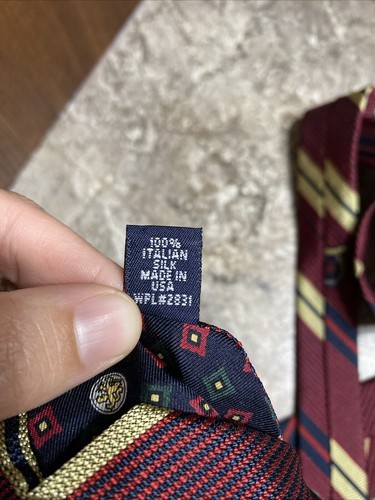 100%
ITALIAN
SILK
MADE IN
USA
WPL#2831